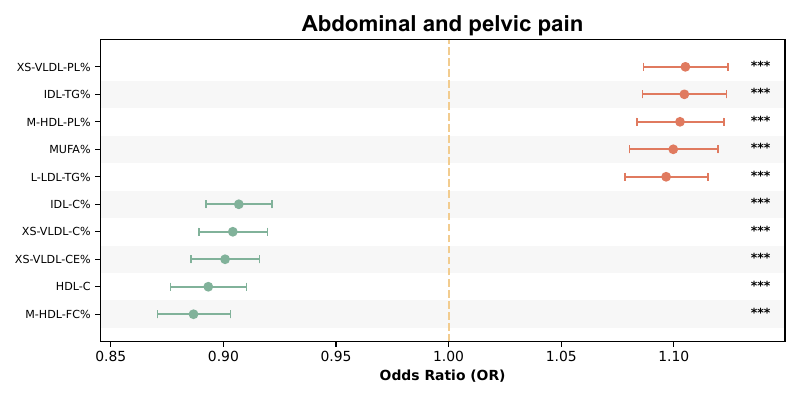 Abdominal and pelvic pain
XS-VLDL-PL% ***
IDL-TG% ***
M-HDL-PL% ***
MUFA% ***
L-LDL-TG% ***
IDL-C% ***
XS-VLDL-C% ***
XS-VLDL-CE% ***
HDL-C ***
M-HDL-FC% ***
0.85 0.90 0.95 1.00 1.05 1.10
Odds Ratio (OR)